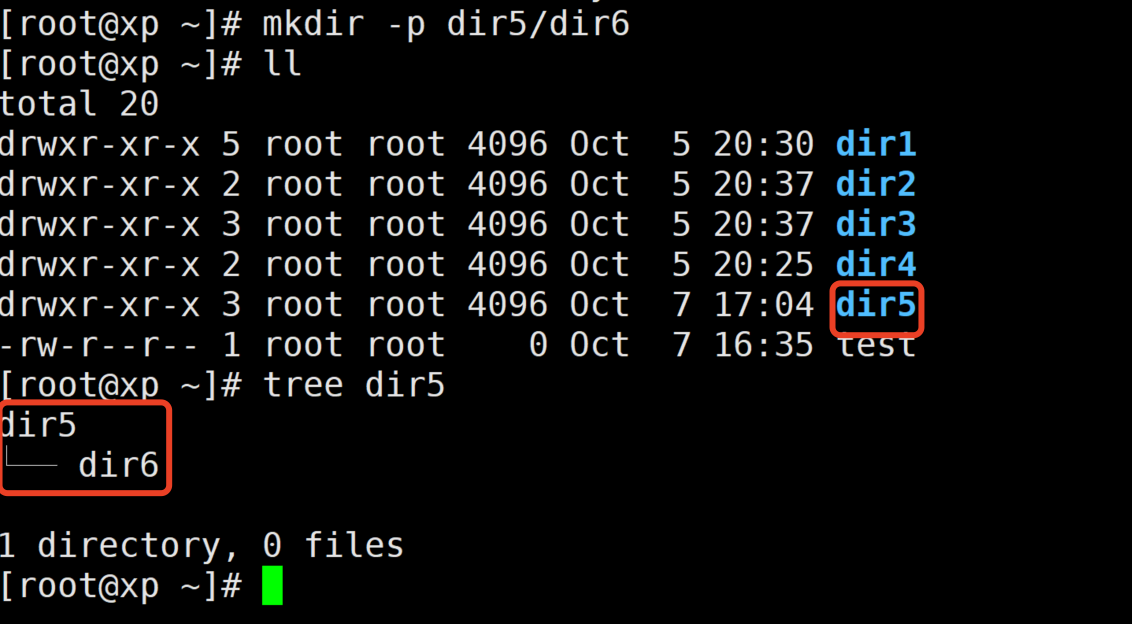 [root@xp ~]# mkdir -p dir5/dir6
[root@xp ~]# ll
total 20
drwxr-xr-x 5 root root 4096 Oct  5 20:30 dir1
drwxr-xr-x 2 root root 4096 Oct  5 20:37 dir2
drwxr-xr-x 3 root root 4096 Oct  5 20:37 dir3
drwxr-xr-x 2 root root 4096 Oct  5 20:25 dir4
drwxr-xr-x 3 root root 4096 Oct  7 17:04 dir5
-rw-r--r-- 1 root root    0 Oct  7 16:35 test
[root@xp ~]# tree dir5
dir5
└── dir6
1 directory, 0 files
[root@xp ~]#